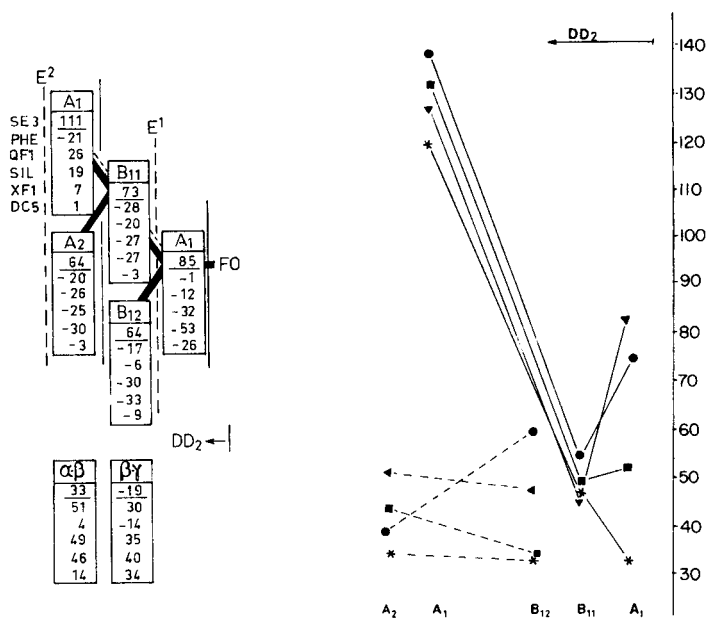 E²
A₁
SE3 111
PHE -21
QF1 26
SIL 19
XF1 7
DC5 1
E¹
B₁₁
73
-28
-20
-27
-27
-3
A₂
64
-20
-26
-25
-30
-3
A₁
85
-1
-12
-32
-53
-26
FO
B₁₂
64
-17
-6
-30
-33
-9
DD₂
α·β
33
51
4
49
46
14
β·γ
-19
30
-14
35
40
34
DD₂
140
130
120
110
100
90
80
70
60
50
40
30
A₂ A₁ B₁₂ B₁₁ A₁